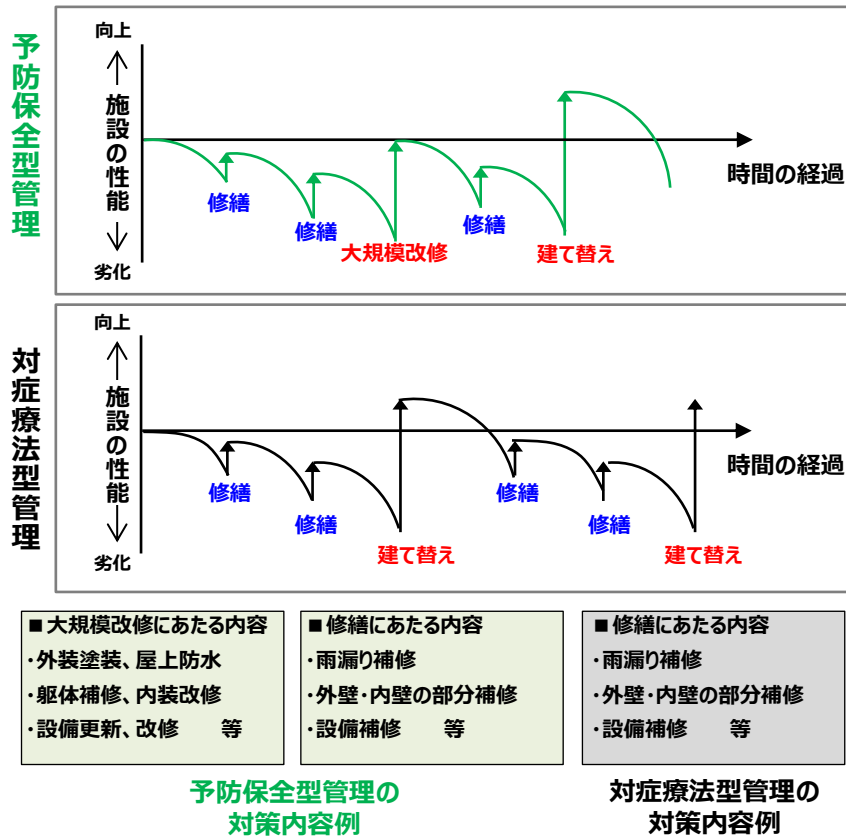 予防保全型管理
向上
施設の性能
劣化
時間の経過
修繕
修繕
大規模改修
修繕
建て替え
対症療法型管理
向上
施設の性能
劣化
時間の経過
修繕
修繕
建て替え
修繕
修繕
建て替え
■大規模改修にあたる内容
・外装塗装、屋上防水
・躯体補修、内装改修
・設備更新、改修　　等
■修繕にあたる内容
・雨漏り補修
・外壁・内壁の部分補修
・設備補修　　等
■修繕にあたる内容
・雨漏り補修
・外壁・内壁の部分補修
・設備補修　　等
予防保全型管理の
対策内容例
対症療法型管理の
対策内容例